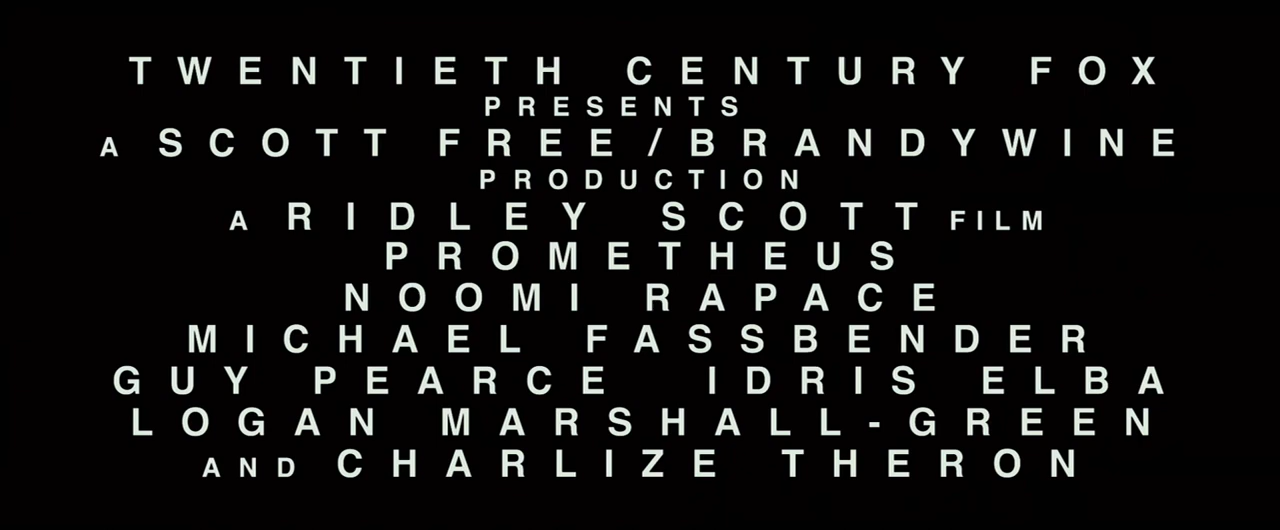 TWENTIETH CENTURY FOX
PRESENTS
A SCOTT FREE/BRANDYWINE
PRODUCTION
A RIDLEY SCOTT FILM
PROMETHEUS
NOOMI RAPACE
MICHAEL FASSBENDER
GUY PEARCE IDRIS ELBA
LOGAN MARSHALL-GREEN
AND CHARLIZE THERON